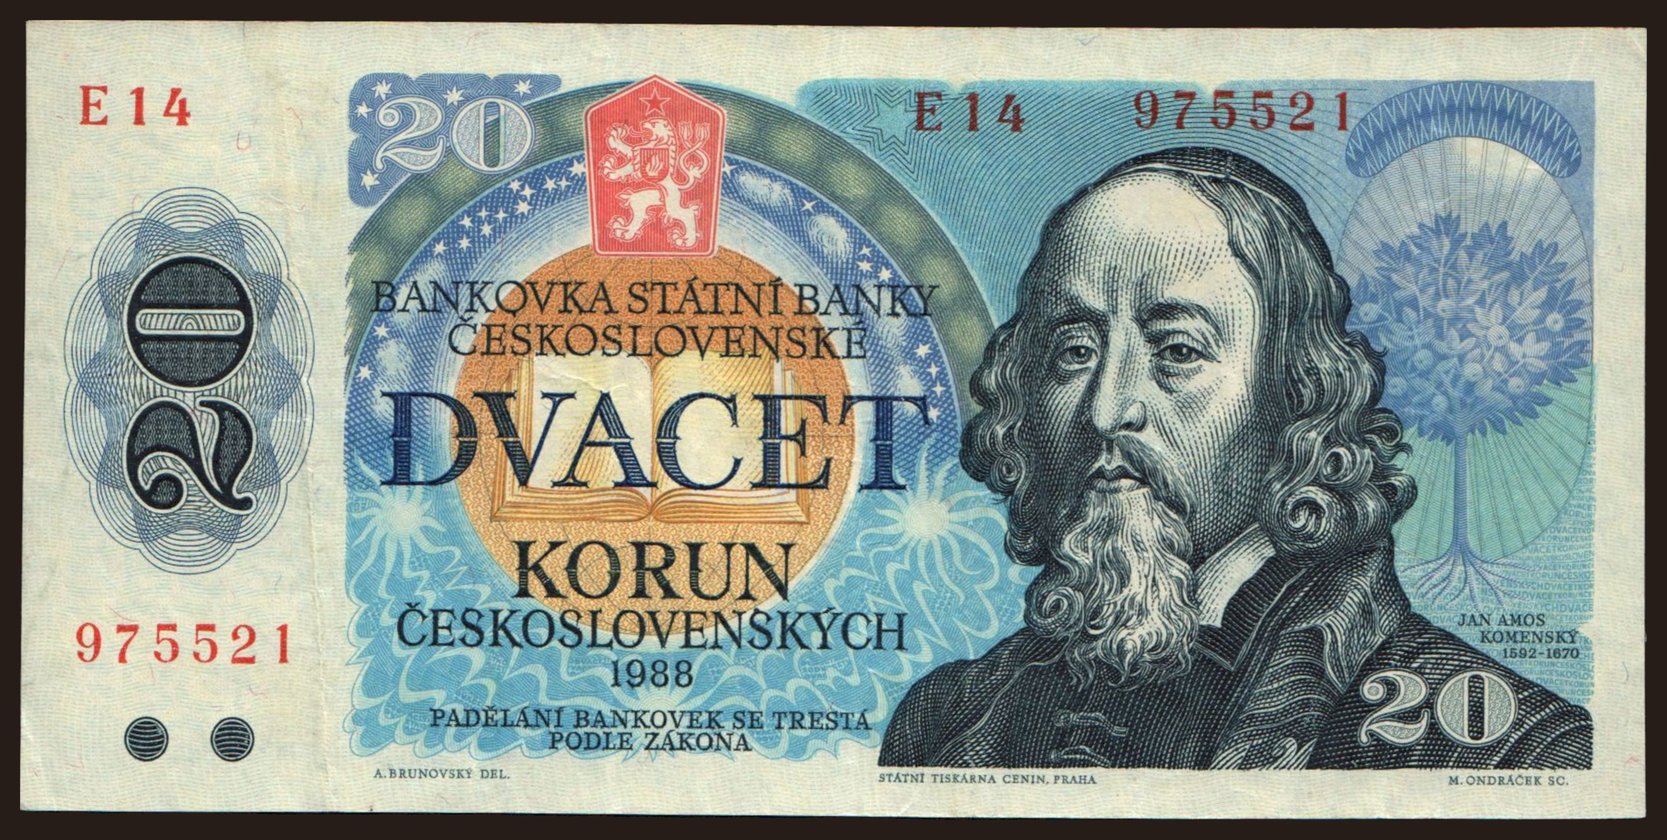 E 14
20
E 14 975521
20
BANKOVKA STÁTNÍ BANKY
ČESKOSLOVENSKÉ
DVACET
KORUN
ČESKOSLOVENSKÝCH
1988
PADĚLÁNÍ BANKOVEK SE TRESTÁ
PODLE ZÁKONA
975521
JAN AMOS
KOMENSKÝ
1592-1670
20
A. BRUNOVSKÝ DEL.
STÁTNÍ TISKÁRNA CENIN, PRAHA
M. ONDRÁČEK SC.